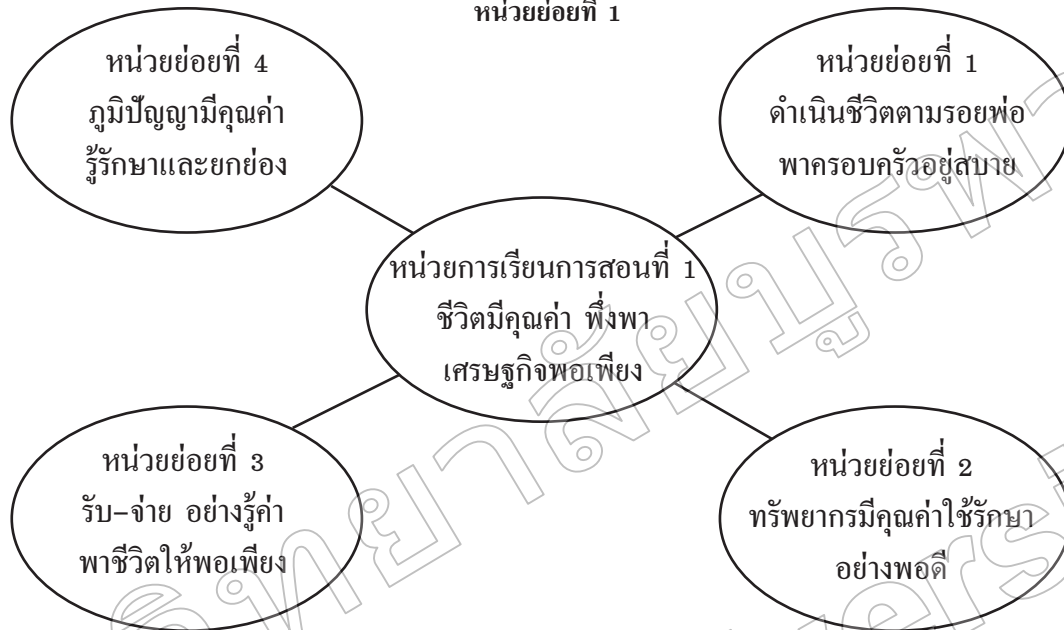 หน่วยย่อยที่ 1
หน่วยย่อยที่ 4
ภูมิปัญญามีคุณค่า
รู้รักษาและยกย่อง
หน่วยย่อยที่ 1
ดำเนินชีวิตตามรอยพ่อ
พาครอบครัวอยู่สบาย
หน่วยการเรียนการสอนที่ 1
ชีวิตมีคุณค่า พึ่งพา
เศรษฐกิจพอเพียง
หน่วยย่อยที่ 3
รับ-จ่าย อย่างรู้ค่า
พาชีวิตให้พอเพียง
หน่วยย่อยที่ 2
ทรัพยากรมีคุณค่าใช้รักษา
อย่างพอดี